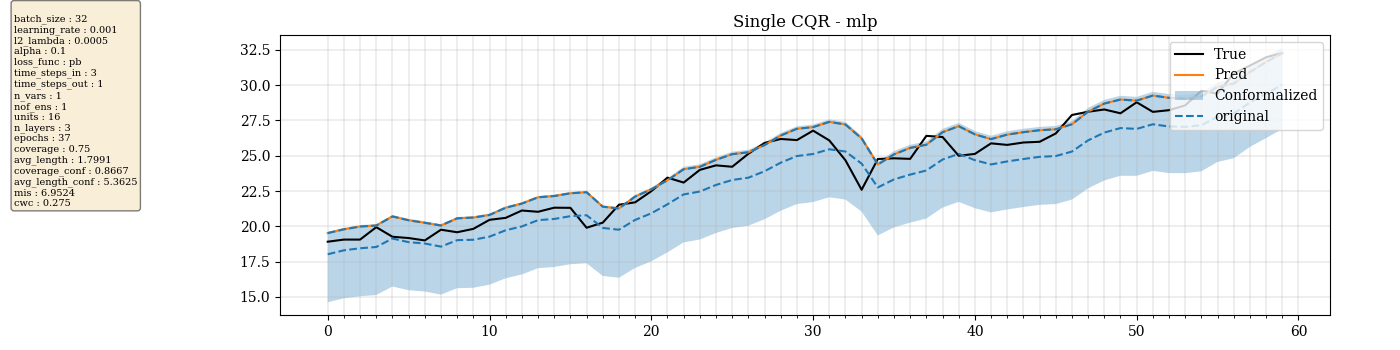 batch_size : 32
learning_rate : 0.001
l2_lambda : 0.0005
alpha : 0.1
loss_func : pb
time_steps_in : 3
time_steps_out : 1
n_vars : 1
nof_ens : 1
units : 16
n_layers : 3
epochs : 37
coverage : 0.75
avg_length : 1.7991
coverage_conf : 0.8667
avg_length_conf : 5.3625
mis : 6.9524
cwc : 0.275
Single CQR - mlp
32.5
30.0
27.5
25.0
22.5
20.0
17.5
15.0
True
Pred
Conformalized
original
0 10 20 30 40 50 60